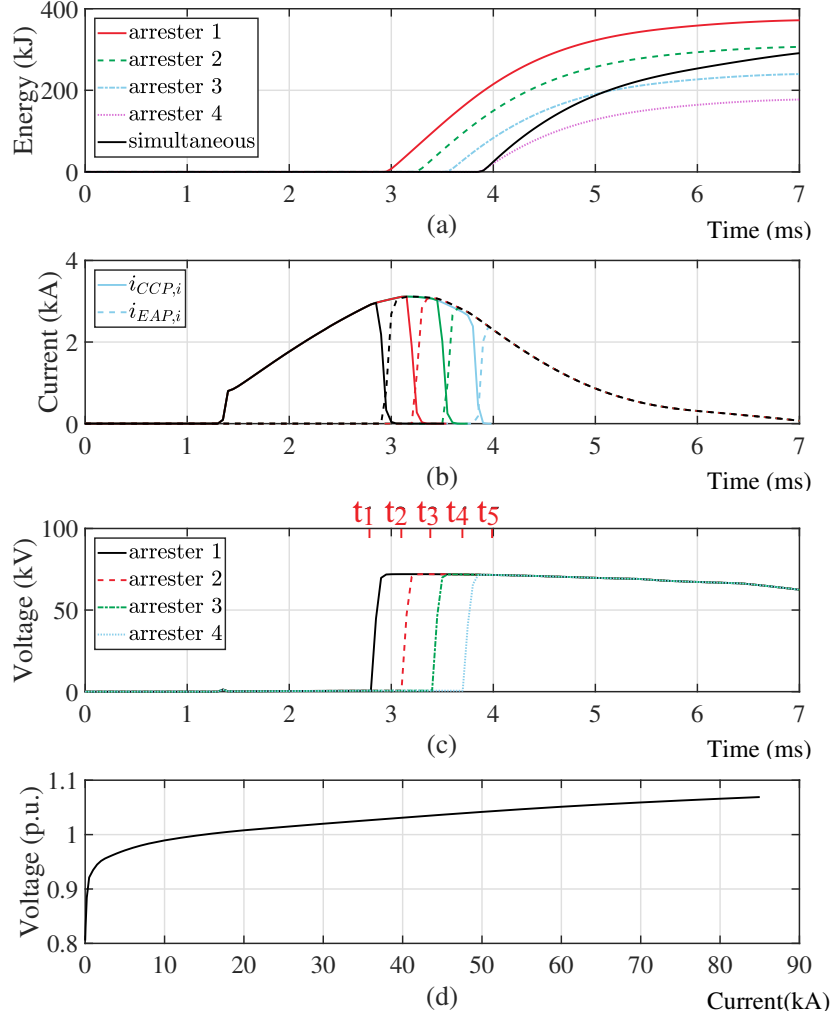 400
200
0
Energy (kJ)
arrester 1
arrester 2
arrester 3
arrester 4
simultaneous
0 1 2 3 4 5 6 7
(a)
Time (ms)
4
2
0
Current (kA)
iCCP,i
iEAP,i
0 1 2 3 4 5 6 7
(b)
Time (ms)
t1 t2 t3 t4 t5
100
50
0
Voltage (kV)
arrester 1
arrester 2
arrester 3
arrester 4
0 1 2 3 4 5 6 7
(c)
Time (ms)
1.1
1
0.9
0.8
Voltage (p.u.)
0 10 20 30 40 50 60 70 80 90
(d)
Current(kA)